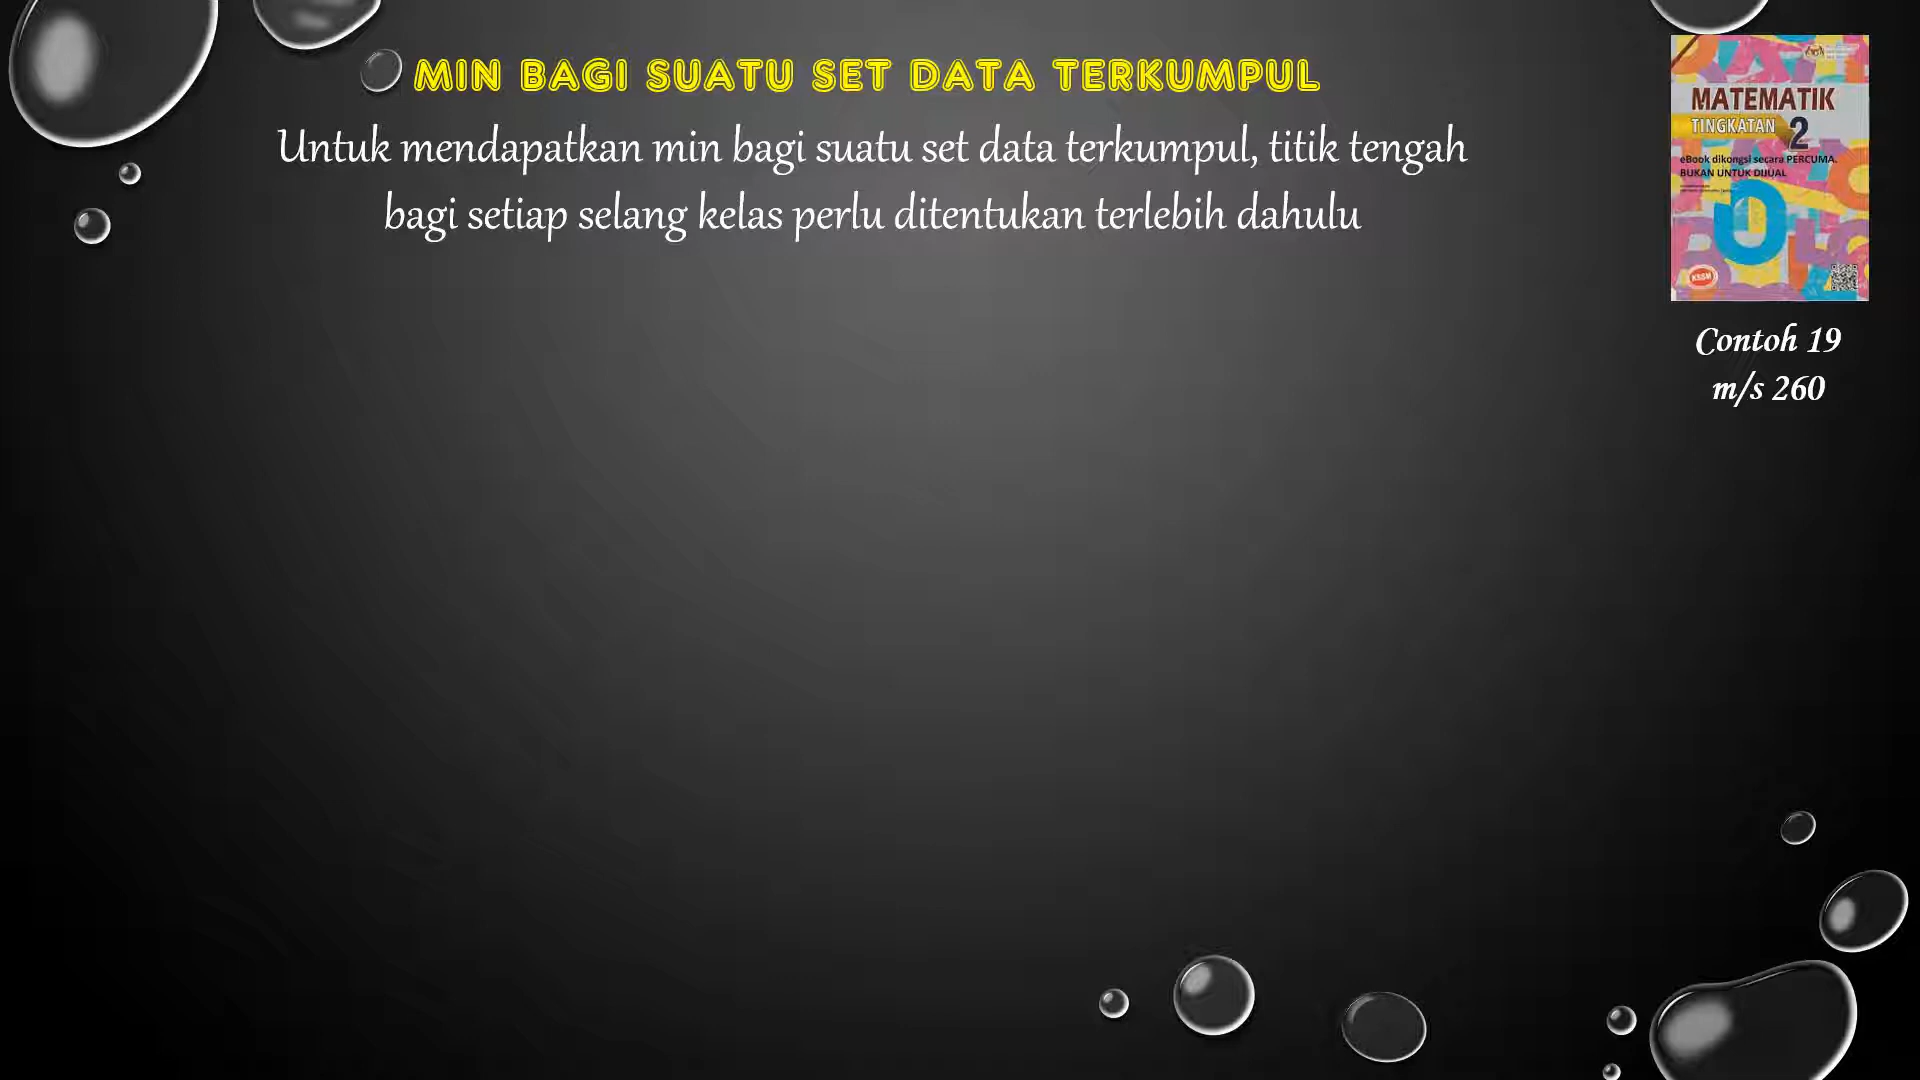 MIN BAGI SUATU SET DATA TERKUMPUL
Untuk mendapatkan min bagi suatu set data terkumpul, titik tengah
bagi setiap selang kelas perlu ditentukan terlebih dahulu
MATEMATIK
TINGKATAN 2
eBook dikongsi secara PERCUMA.
BUKAN UNTUK DIJUAL
KSSM
Contoh 19
m/s 260